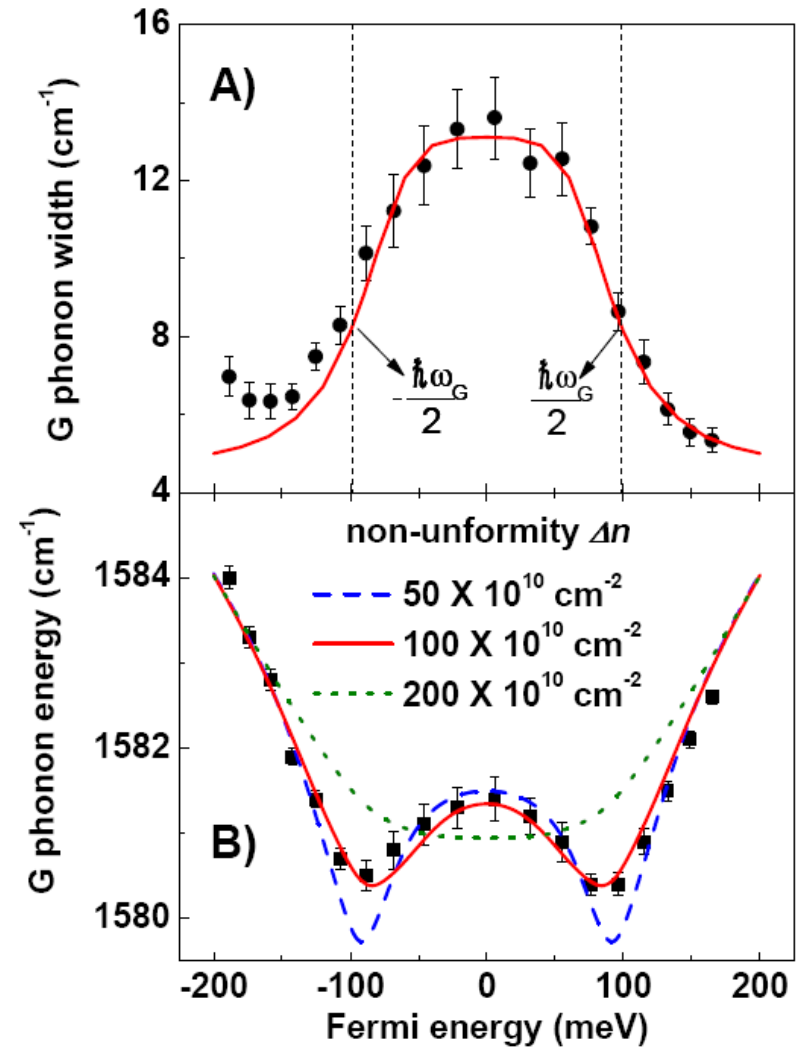 16
A)
12
8
4
G phonon width (cm⁻¹)
-ℏω_G/2
ℏω_G/2
non-unformity Δn
50 X 10¹⁰ cm⁻²
100 X 10¹⁰ cm⁻²
200 X 10¹⁰ cm⁻²
1584
1582
1580
G phonon energy (cm⁻¹)
B)
-200 -100 0 100 200
Fermi energy (meV)